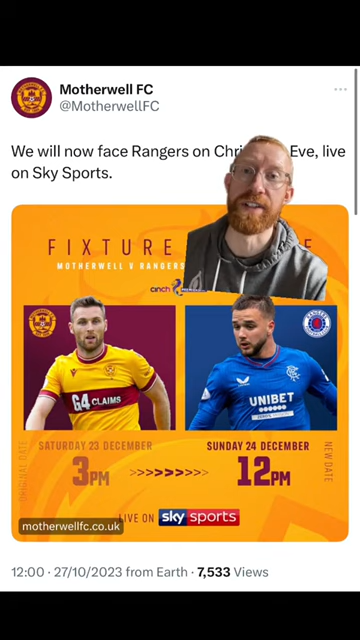 Motherwell FC
@MotherwellFC
We will now face Rangers on Eve, live
on Sky Sports.
FIXTURE
MOTHERWELL V RANGERS
cinch
G4 CLAIMS
UNIBET
RANGERS
SATURDAY 23 DECEMBER
3PM
ORIGINAL DATE
>>>>>>>>>>
SUNDAY 24 DECEMBER
12PM
NEW DATE
LIVE ON sky sports
motherwellfc.co.uk
12:00 · 27/10/2023 from Earth · 7,533 Views